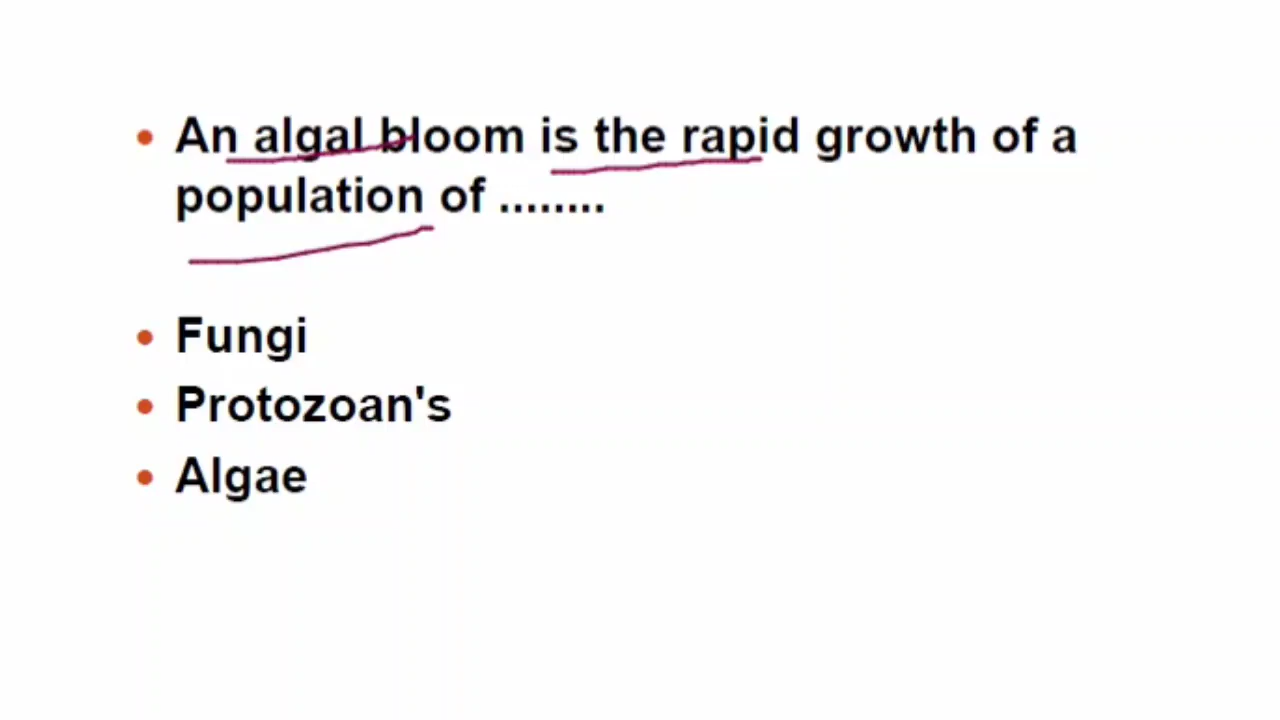 • An algal bloom is the rapid growth of a
population of ........
• Fungi
• Protozoan's
• Algae